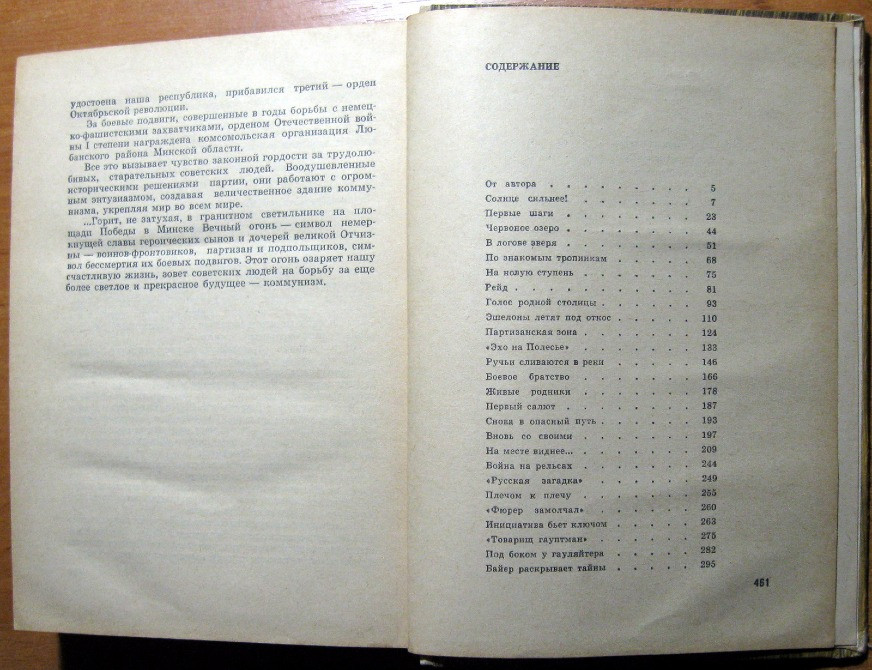 удостоена наша республика, прибавился третий — орден
Октябрьской революции.
За боевые подвиги, совершенные в годы борьбы с немец-
ко-фашистскими захватчиками, орденом Отечественной вой-
ны I степени награждена комсомольская организация Лю-
банского района Минской области.
Все это вызывает чувство законной гордости за трудолю-
бивых, старательных советских людей. Воодушевленные
историческими решениями партии, они работают с огром-
ным энтузиазмом, создавая величественное здание комму-
низма, укрепляя мир во всем мире.
...Горит, не затухая, в гранитном светильнике на пло-
щади Победы в Минске Вечный огонь — символ немер-
кнущей славы героических сынов и дочерей великой Отчиз-
ны — воинов-фронтовиков, партизан и подпольщиков, сим-
вол бессмертия их боевых подвигов. Этот огонь озаряет нашу
счастливую жизнь, зовет советских людей на борьбу за еще
более светлое и прекрасное будущее — коммунизм.
СОДЕРЖАНИЕ
От автора . . . . . . . . 5
Солнце сильнее! . . . . . . . 7
Первые шаги . . . . . . . 23
Червоное озеро . . . . . . . 44
В логове зверя . . . . . . . 51
По знакомым тропинкам . . . . . 68
На новую ступень . . . . . . 75
Рейд . . . . . . . . . 81
Голос родной столицы . . . . . 93
Эшелоны летят под откос . . . . . 110
Партизанская зона . . . . . . 124
«Эхо на Полесье» . . . . . . 133
Ручьи сливаются в реки . . . . . 146
Боевое братство . . . . . . 166
Живые родники . . . . . . 178
Первый салют . . . . . . . 187
Снова в опасный путь . . . . . . 193
Вновь со своими . . . . . . 197
На месте виднее... . . . . . . 209
Война на рельсах . . . . . . 244
«Русская загадка» . . . . . . 249
Плечом к плечу . . . . . . 255
«Фюрер замолчал» . . . . . . 260
Инициатива бьет ключом . . . . . 263
«Товарищ гауптман» . . . . . . 275
Под боком у гауляйтера . . . . . 282
Байер раскрывает тайны . . . . . 295
461